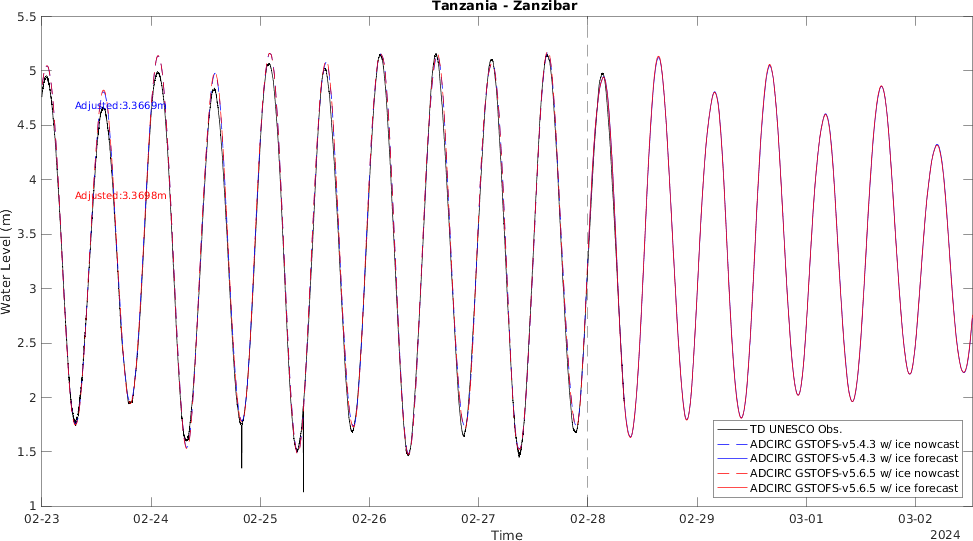 Tanzania - Zanzibar
5.5
5
4.5
4
3.5
3
2.5
2
1.5
1
Water Level (m)
Adjusted:3.3669m
Adjusted:3.3698m
TD UNESCO Obs.
ADCIRC GSTOFS-v5.4.3 w/ ice nowcast
ADCIRC GSTOFS-v5.4.3 w/ ice forecast
ADCIRC GSTOFS-v5.6.5 w/ ice nowcast
ADCIRC GSTOFS-v5.6.5 w/ ice forecast
02-23 02-24 02-25 02-26 02-27 02-28 02-29 03-01 03-02
Time
2024